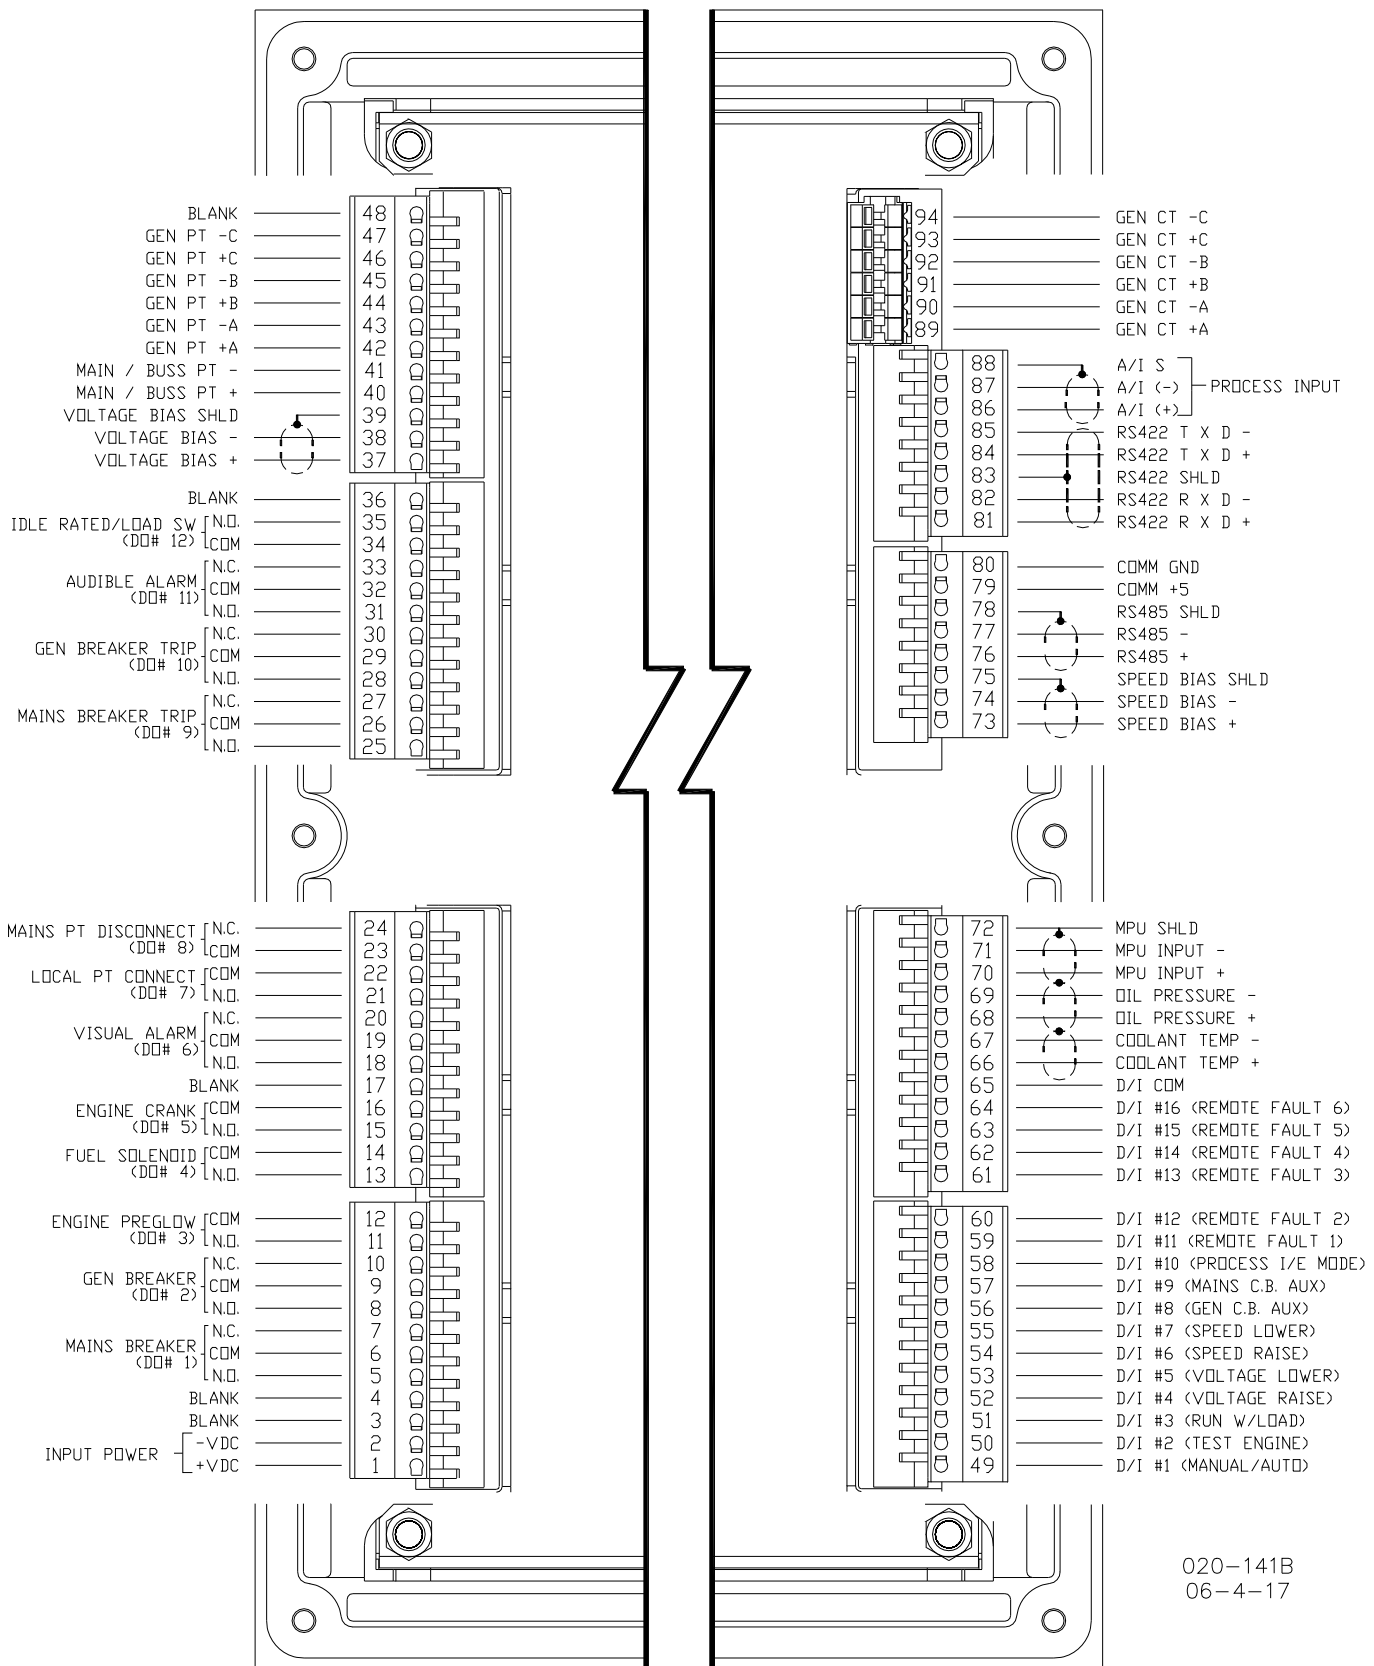 BLANK 48
GEN PT -C 47
GEN PT +C 46
GEN PT -B 45
GEN PT +B 44
GEN PT -A 43
GEN PT +A 42
MAIN / BUSS PT - 41
MAIN / BUSS PT + 40
VOLTAGE BIAS SHLD 39
VOLTAGE BIAS - 38
VOLTAGE BIAS + 37
BLANK 36
IDLE RATED/LOAD SW (DO# 12)
N.O. 35
COM 34
AUDIBLE ALARM (DO# 11)
N.C. 33
COM 32
N.O. 31
GEN BREAKER TRIP (DO# 10)
N.C. 30
COM 29
N.O. 28
MAINS BREAKER TRIP (DO# 9)
N.C. 27
COM 26
N.O. 25
MAINS PT DISCONNECT (DO# 8)
N.C. 24
COM 23
LOCAL PT CONNECT (DO# 7)
COM 22
N.O. 21
VISUAL ALARM (DO# 6)
N.C. 20
COM 19
N.O. 18
BLANK 17
ENGINE CRANK (DO# 5)
COM 16
N.O. 15
FUEL SOLENOID (DO# 4)
COM 14
N.O. 13
ENGINE PREGLOW (DO# 3)
COM 12
N.O. 11
GEN BREAKER (DO# 2)
N.C. 10
COM 9
N.O. 8
MAINS BREAKER (DO# 1)
N.C. 7
COM 6
N.O. 5
BLANK 4
BLANK 3
INPUT POWER
-VDC 2
+VDC 1
94 GEN CT -C
93 GEN CT +C
92 GEN CT -B
91 GEN CT +B
90 GEN CT -A
89 GEN CT +A
88 A/I S
87 A/I (-)
86 A/I (+)
PROCESS INPUT
85 RS422 T X D -
84 RS422 T X D +
83 RS422 SHLD
82 RS422 R X D -
81 RS422 R X D +
80 COMM GND
79 COMM +5
78 RS485 SHLD
77 RS485 -
76 RS485 +
75 SPEED BIAS SHLD
74 SPEED BIAS -
73 SPEED BIAS +
72 MPU SHLD
71 MPU INPUT -
70 MPU INPUT +
69 OIL PRESSURE -
68 OIL PRESSURE +
67 COOLANT TEMP -
66 COOLANT TEMP +
65 D/I COM
64 D/I #16 (REMOTE FAULT 6)
63 D/I #15 (REMOTE FAULT 5)
62 D/I #14 (REMOTE FAULT 4)
61 D/I #13 (REMOTE FAULT 3)
60 D/I #12 (REMOTE FAULT 2)
59 D/I #11 (REMOTE FAULT 1)
58 D/I #10 (PROCESS I/E MODE)
57 D/I #9 (MAINS C.B. AUX)
56 D/I #8 (GEN C.B. AUX)
55 D/I #7 (SPEED LOWER)
54 D/I #6 (SPEED RAISE)
53 D/I #5 (VOLTAGE LOWER)
52 D/I #4 (VOLTAGE RAISE)
51 D/I #3 (RUN W/LOAD)
50 D/I #2 (TEST ENGINE)
49 D/I #1 (MANUAL/AUTO)
020-141B
06-4-17